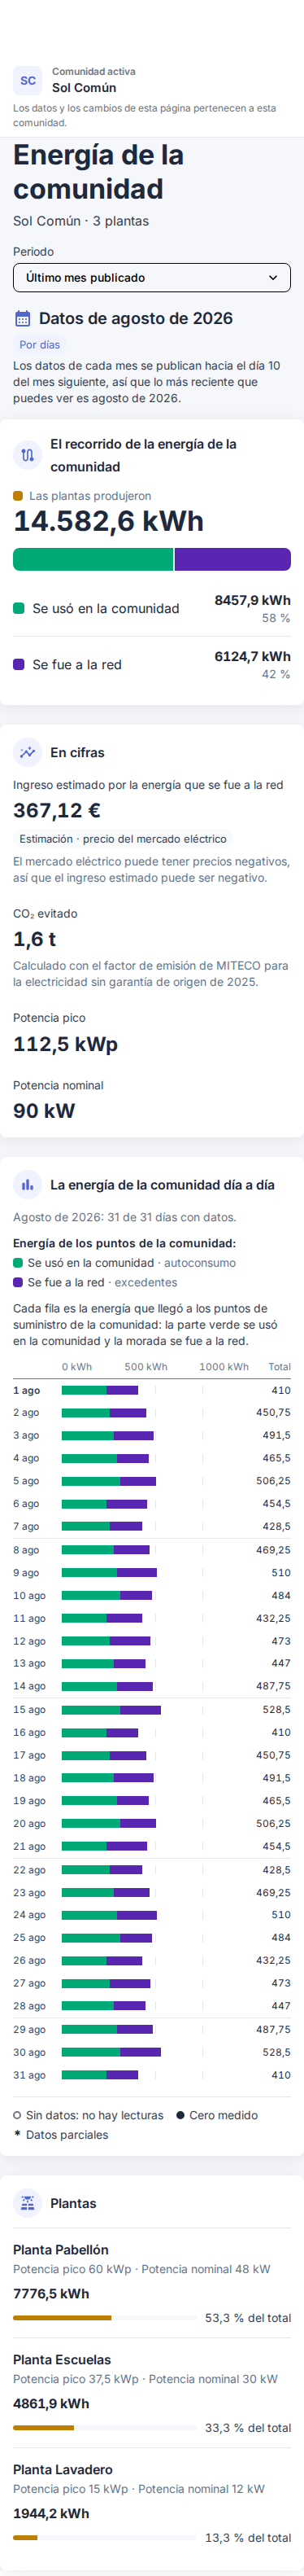 SC
Comunidad activa
Sol Común
Los datos y los cambios de esta página pertenecen a esta
comunidad.
Energía de la
comunidad
Sol Común · 3 plantas
Periodo
Último mes publicado
Datos de agosto de 2026
Por días
Los datos de cada mes se publican hacia el día 10
del mes siguiente, así que lo más reciente que
puedes ver es agosto de 2026.
El recorrido de la energía de la
comunidad
Las plantas produjeron
14.582,6 kWh
Se usó en la comunidad 8457,9 kWh
58 %
Se fue a la red 6124,7 kWh
42 %
En cifras
Ingreso estimado por la energía que se fue a la red
367,12 €
Estimación · precio del mercado eléctrico
El mercado eléctrico puede tener precios negativos,
así que el ingreso estimado puede ser negativo.
CO₂ evitado
1,6 t
Calculado con el factor de emisión de MITECO para
la electricidad sin garantía de origen de 2025.
Potencia pico
112,5 kWp
Potencia nominal
90 kW
La energía de la comunidad día a día
Agosto de 2026: 31 de 31 días con datos.
Energía de los puntos de la comunidad:
Se usó en la comunidad · autoconsumo
Se fue a la red · excedentes
Cada fila es la energía que llegó a los puntos de
suministro de la comunidad: la parte verde se usó
en la comunidad y la morada se fue a la red.
0 kWh 500 kWh 1000 kWh Total
1 ago 410
2 ago 450,75
3 ago 491,5
4 ago 465,5
5 ago 506,25
6 ago 454,5
7 ago 428,5
8 ago 469,25
9 ago 510
10 ago 484
11 ago 432,25
12 ago 473
13 ago 447
14 ago 487,75
15 ago 528,5
16 ago 410
17 ago 450,75
18 ago 491,5
19 ago 465,5
20 ago 506,25
21 ago 454,5
22 ago 428,5
23 ago 469,25
24 ago 510
25 ago 484
26 ago 432,25
27 ago 473
28 ago 447
29 ago 487,75
30 ago 528,5
31 ago 410
Sin datos: no hay lecturas Cero medido
* Datos parciales
Plantas
Planta Pabellón
Potencia pico 60 kWp · Potencia nominal 48 kW
7776,5 kWh
53,3 % del total
Planta Escuelas
Potencia pico 37,5 kWp · Potencia nominal 30 kW
4861,9 kWh
33,3 % del total
Planta Lavadero
Potencia pico 15 kWp · Potencia nominal 12 kW
1944,2 kWh
13,3 % del total